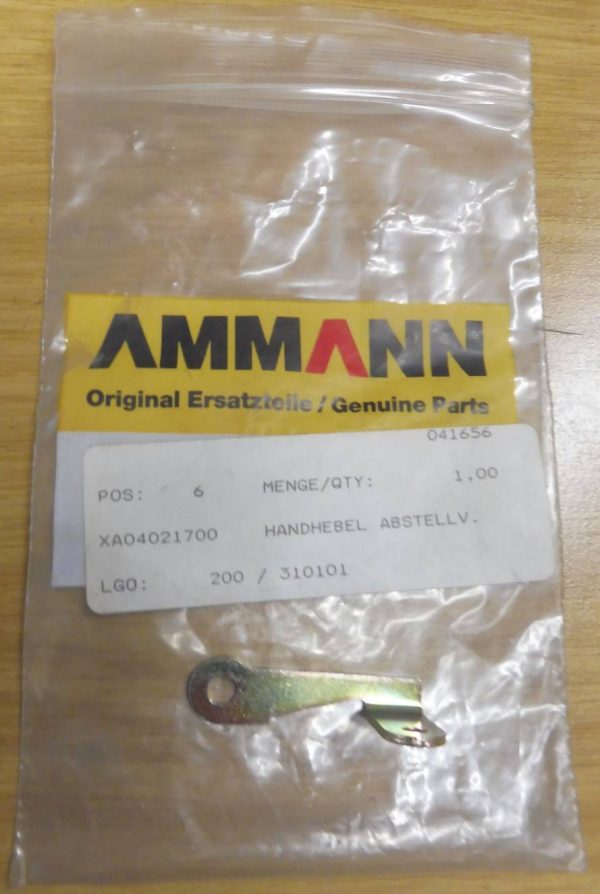 AMMANN
Original Ersatzteile / Genuine Parts
041656
POS: 6 MENGE/QTY: 1,00
XA04021700 HANDHEBEL ABSTELLV.
LGO: 200 / 310101